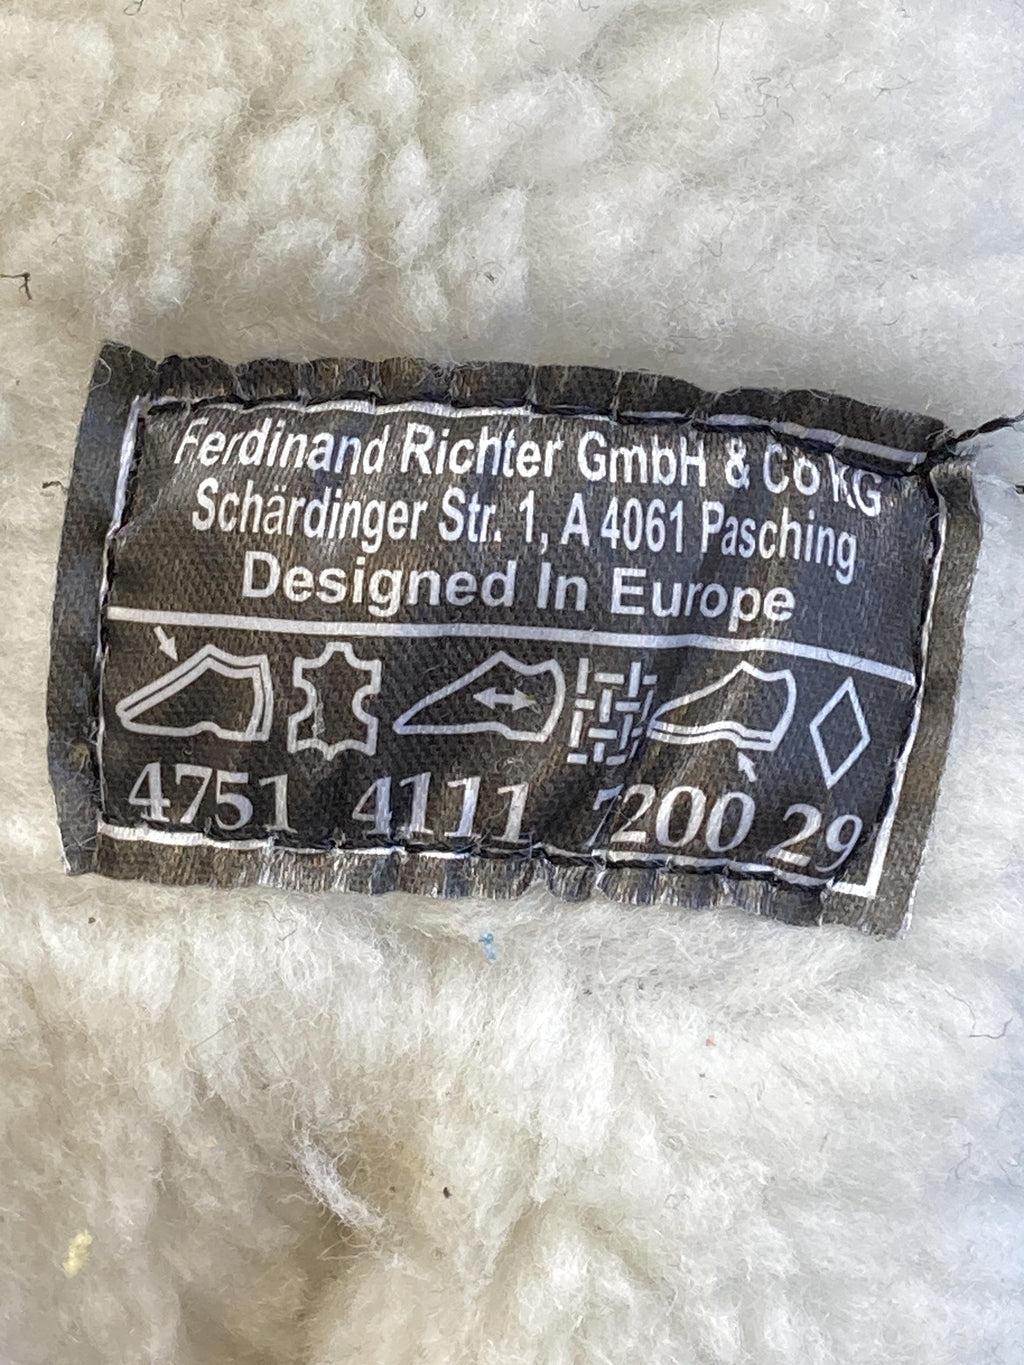 Ferdinand Richter GmbH & Co KG
Schärdinger Str. 1, A 4061 Pasching
Designed In Europe
4751 4111 7200 29